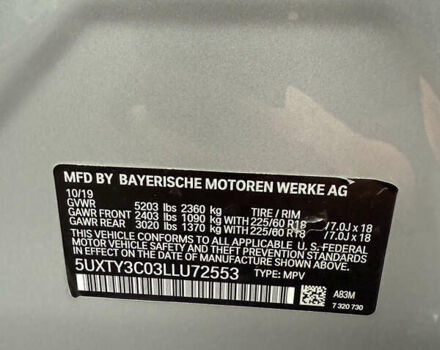 MFD BY BAYERISCHE MOTOREN WERKE AG
10/19
GVWR 5203 lbs 2360 kg TIRE / RIM
GAWR FRONT 2403 lbs 1090 kg WITH 225/60 R18 /7.0J x 18
GAWR REAR 3020 lbs 1370 kg WITH 225/60 R18 /7.0J x 18
THIS VEHICLE CONFORMS TO ALL APPLICABLE U.S. FEDERAL
MOTOR VEHICLE SAFETY AND THEFT PREVENTION STANDARDS
IN EFFECT ON THE DATE OF MANUFACTURE SHOWN ABOVE.
5UXTY3C03LLU72553 TYPE: MPV
A83M
7 320 730